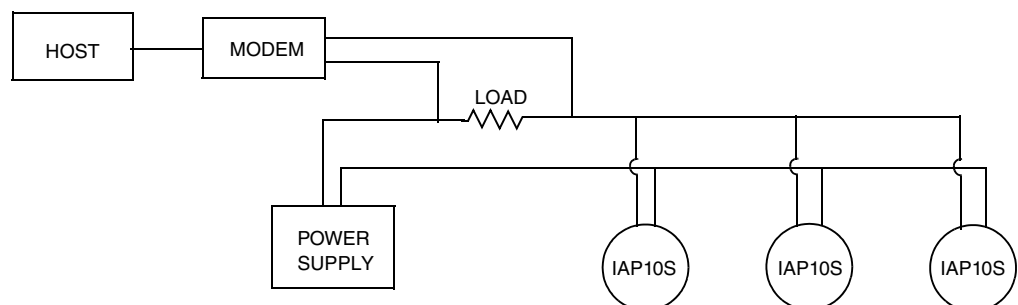 HOST
MODEM
LOAD
POWER
SUPPLY
IAP10S
IAP10S
IAP10S